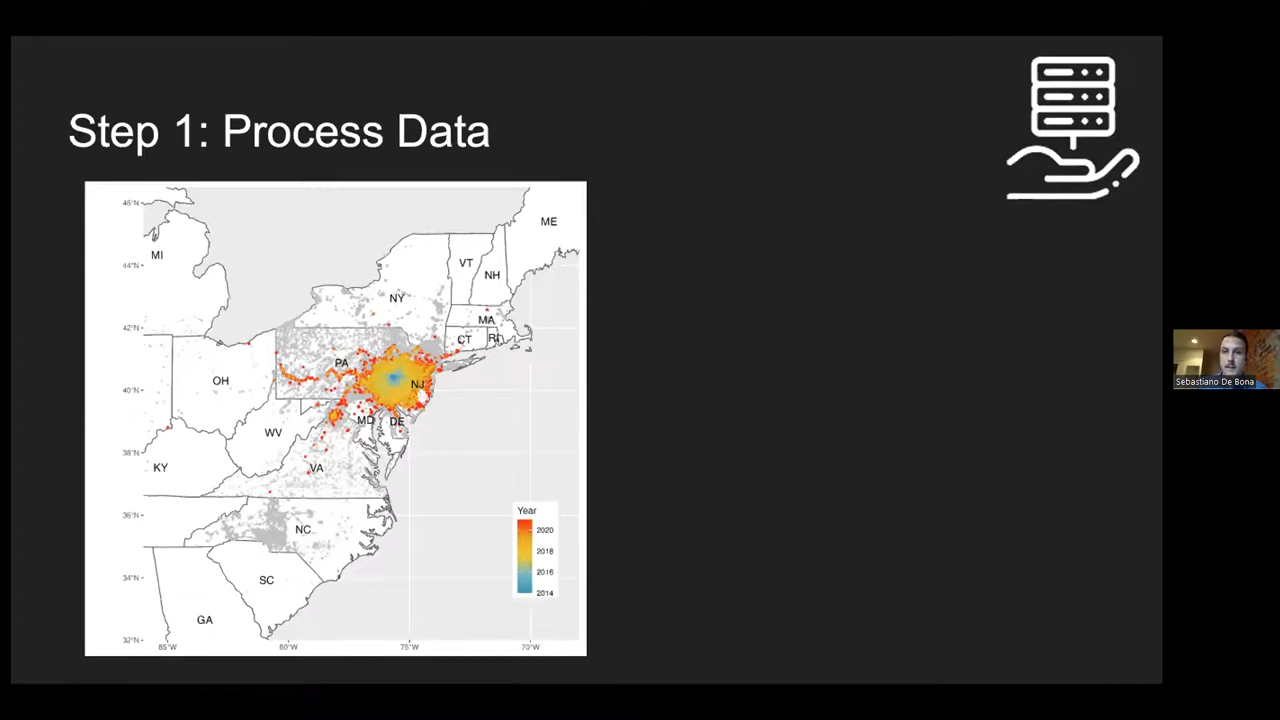 Step 1: Process Data
46°N
44°N
42°N
40°N
38°N
36°N
34°N
32°N
85°W
80°W
75°W
70°W
ME
MI
VT
NH
NY
MA
CT
RI
PA
OH
NJ
MD
DE
WV
KY
VA
NC
SC
GA
Year
2020
2018
2016
2014
Sebastiano De Bona